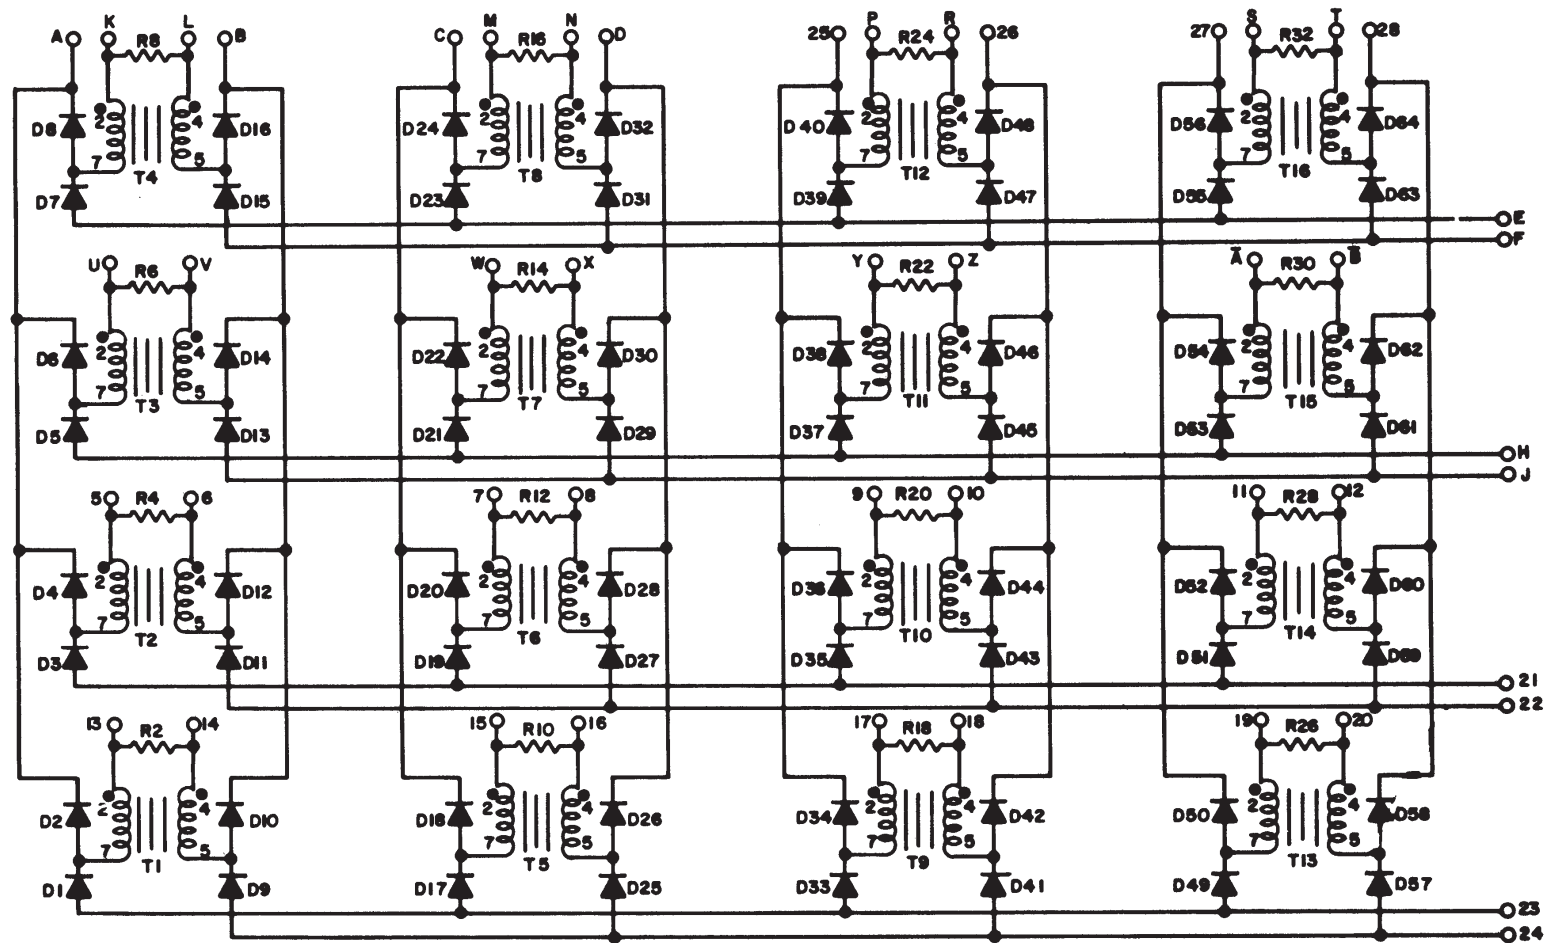 A K R8 L B C M R16 N D 25 P R24 R 26 27 S R32 T 28
D8 2 4 D16 D24 2 4 D32 D40 2 4 D48 D56 2 4 D64
7 T4 5 7 T8 5 7 T12 5 7 T16 5
D7 D15 D23 D31 D39 D47 D55 D63
E
F
U R6 V W R14 X Y R22 Z A̅ R30 B̅
D6 2 4 D14 D22 2 4 D30 D38 2 4 D46 D54 2 4 D62
7 T3 5 7 T7 5 7 T11 5 7 T15 5
D5 D13 D21 D29 D37 D45 D53 D61
H
J
5 R4 6 7 R12 8 9 R20 10 11 R28 12
D4 2 4 D12 D20 2 4 D28 D36 2 4 D44 D52 2 4 D60
7 T2 5 7 T6 5 7 T10 5 7 T14 5
D3 D11 D19 D27 D35 D43 D51 D59
21
22
13 R2 14 15 R10 16 17 R18 18 19 R26 20
D2 2 4 D10 D18 2 4 D26 D34 2 4 D42 D50 2 4 D58
7 T1 5 7 T5 5 7 T9 5 7 T13 5
D1 D9 D17 D25 D33 D41 D49 D57
23
24